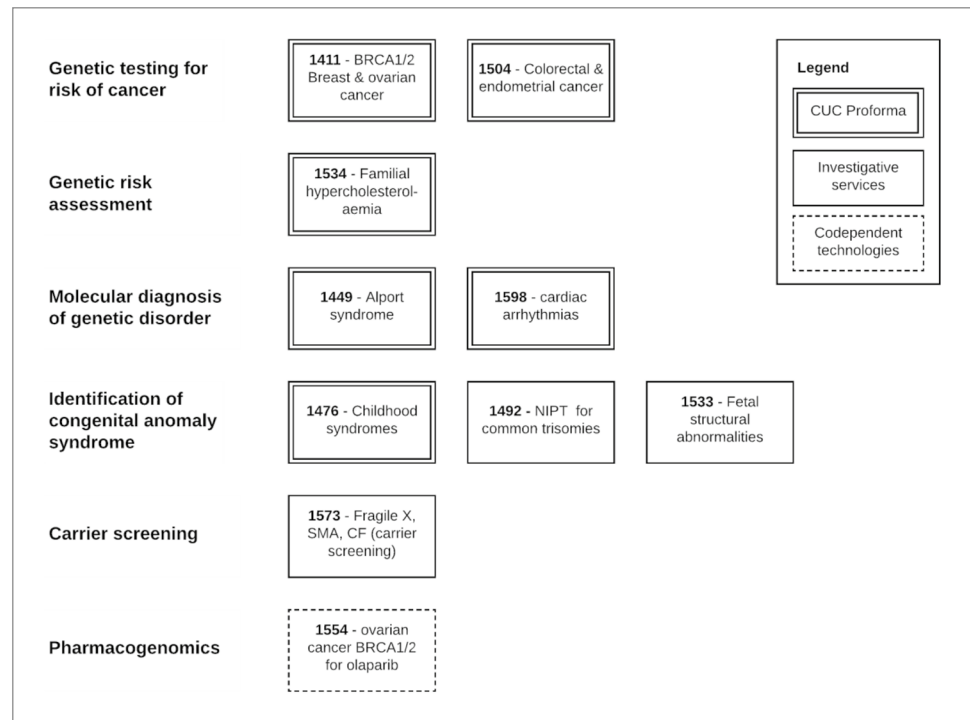 Genetic testing for
risk of cancer
1411 - BRCA1/2
Breast & ovarian
cancer
1504 - Colorectal &
endometrial cancer
Legend
CUC Proforma
Investigative
services
Codependent
technologies
Genetic risk
assessment
1534 - Familial
hypercholesterol-
aemia
Molecular diagnosis
of genetic disorder
1449 - Alport
syndrome
1598 - cardiac
arrhythmias
Identification of
congenital anomaly
syndrome
1476 - Childhood
syndromes
1492 - NIPT for
common trisomies
1533 - Fetal
structural
abnormalities
Carrier screening
1573 - Fragile X,
SMA, CF (carrier
screening)
Pharmacogenomics
1554 - ovarian
cancer BRCA1/2
for olaparib